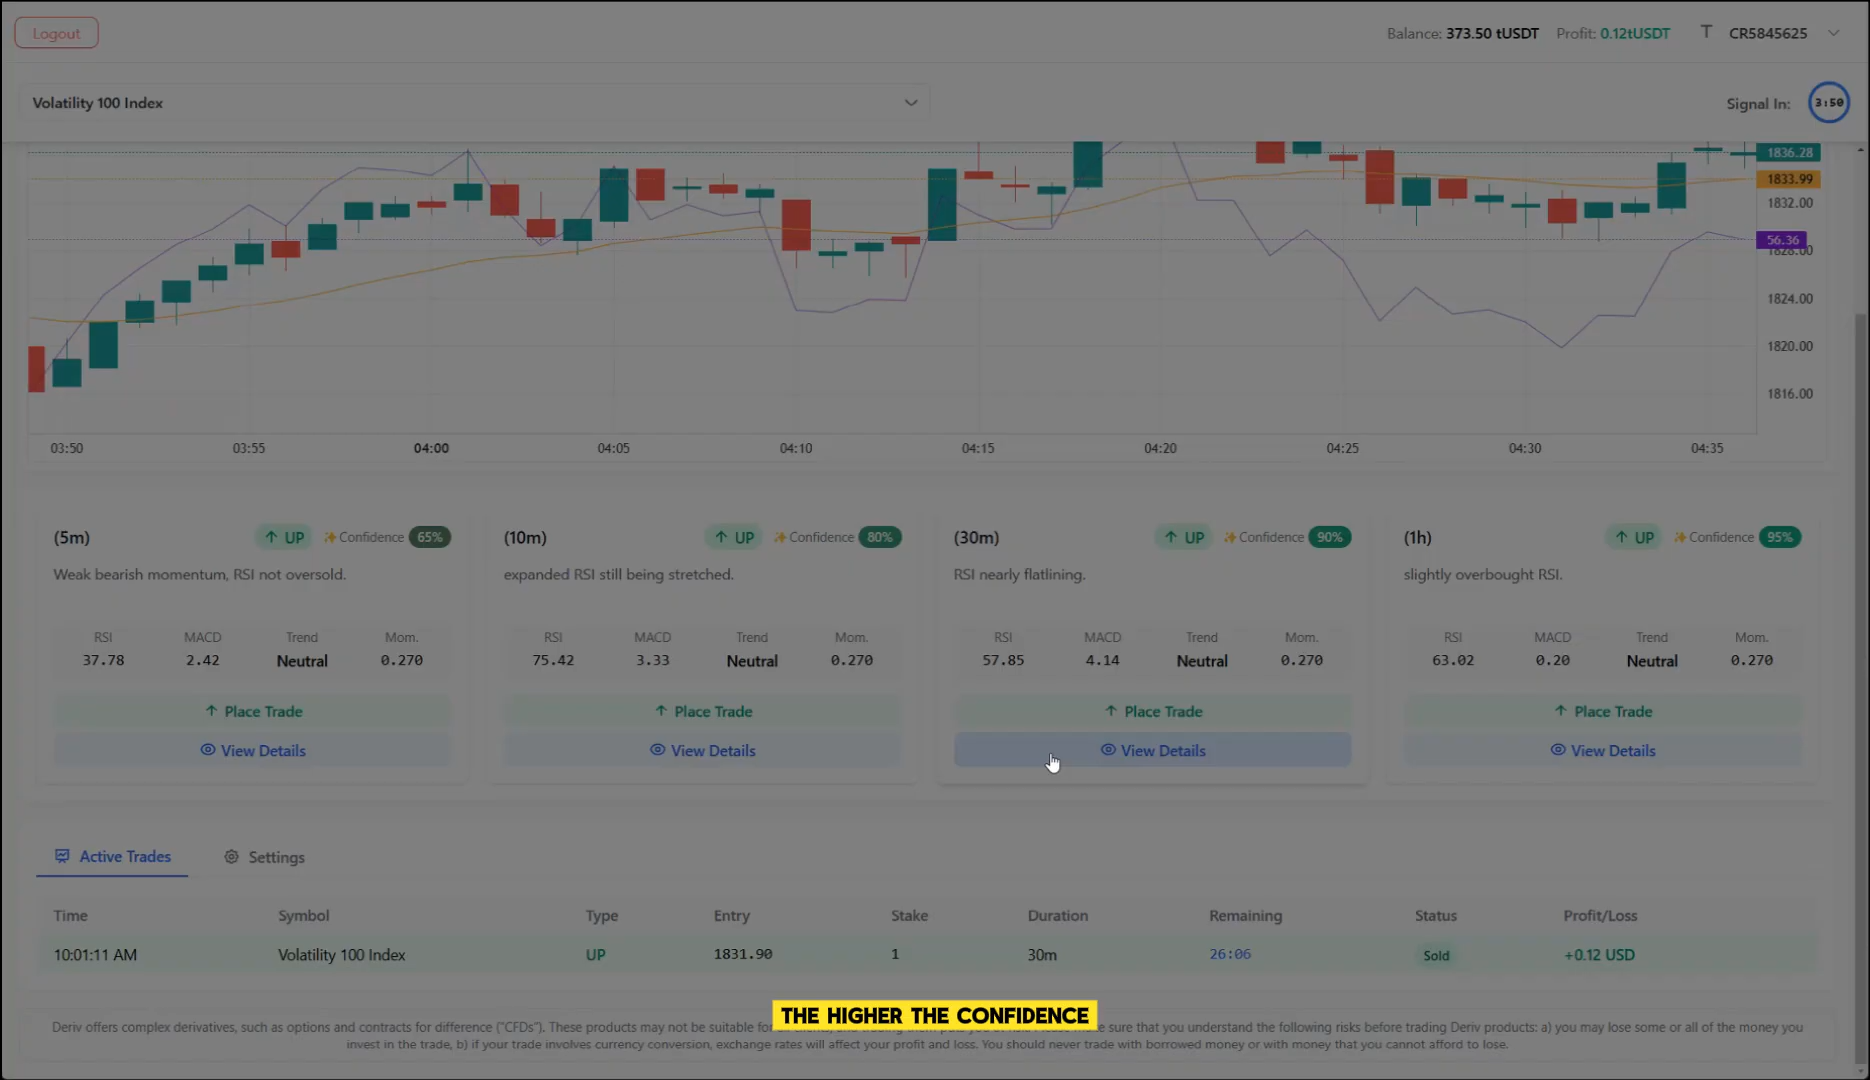 Logout
Balance: 373.50 tUSDT Profit: 0.12tUSDT T CR5845625
Volatility 100 Index
Signal In: 3:50
1836.28
1833.99
1832.00
56.36
1828.00
1824.00
1820.00
1816.00
03:50 03:55 04:00 04:05 04:10 04:15 04:20 04:25 04:30 04:35
(5m) ↑ UP ✨Confidence 65%
Weak bearish momentum, RSI not oversold.
RSI MACD Trend Mom.
37.78 2.42 Neutral 0.270
↑ Place Trade
View Details
(10m) ↑ UP ✨Confidence 80%
expanded RSI still being stretched.
RSI MACD Trend Mom.
75.42 3.33 Neutral 0.270
↑ Place Trade
View Details
(30m) ↑ UP ✨Confidence 90%
RSI nearly flatlining.
RSI MACD Trend Mom.
57.85 4.14 Neutral 0.270
↑ Place Trade
View Details
(1h) ↑ UP ✨Confidence 95%
slightly overbought RSI.
RSI MACD Trend Mom.
63.02 0.20 Neutral 0.270
↑ Place Trade
View Details
Active Trades Settings
Time Symbol Type Entry Stake Duration Remaining Status Profit/Loss
10:01:11 AM Volatility 100 Index UP 1831.90 1 30m 26:06 Sold +0.12 USD
THE HIGHER THE CONFIDENCE
Deriv offers complex derivatives, such as options and contracts for difference ("CFDs"). These products may not be suitable for sure that you understand the following risks before trading Deriv products: a) you may lose some or all of the money you
invest in the trade, b) if your trade involves currency conversion, exchange rates will affect your profit and loss. You should never trade with borrowed money or with money that you cannot afford to lose.